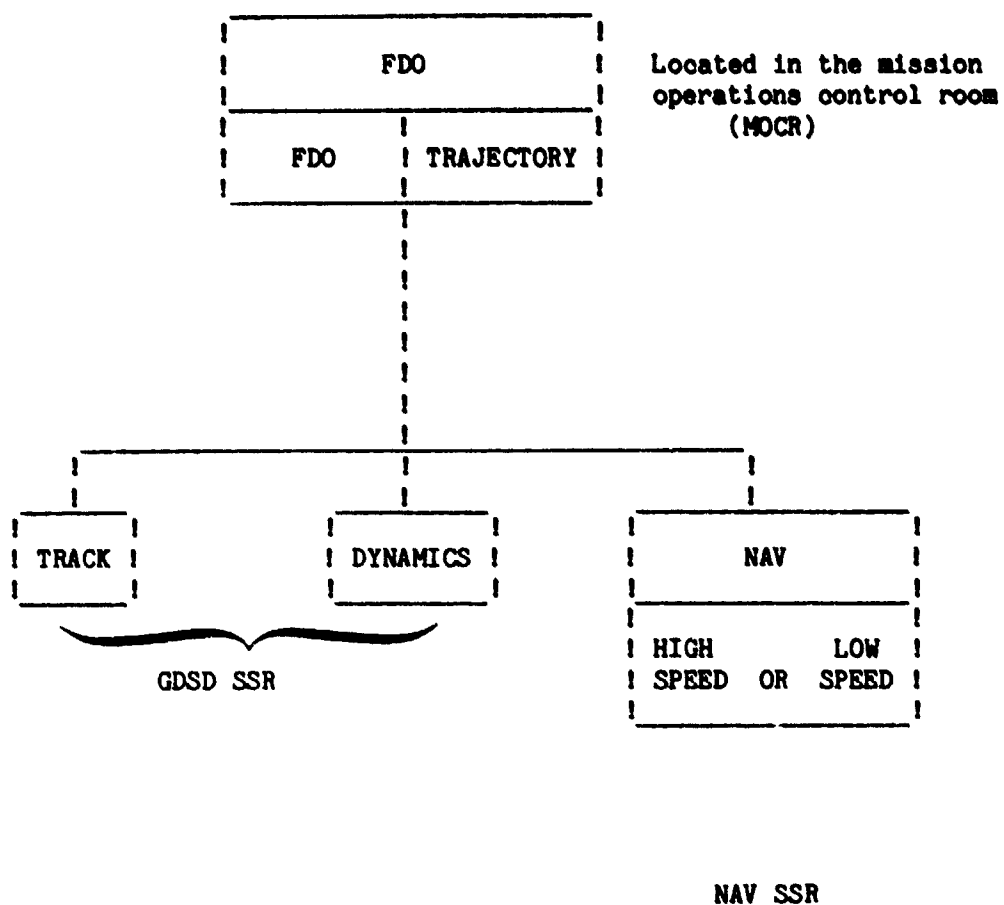 FDO
Located in the mission
operations control room
(MOCR)
FDO
TRAJECTORY
TRACK
DYNAMICS
NAV
HIGH LOW
SPEED OR SPEED
GDSD SSR
NAV SSR